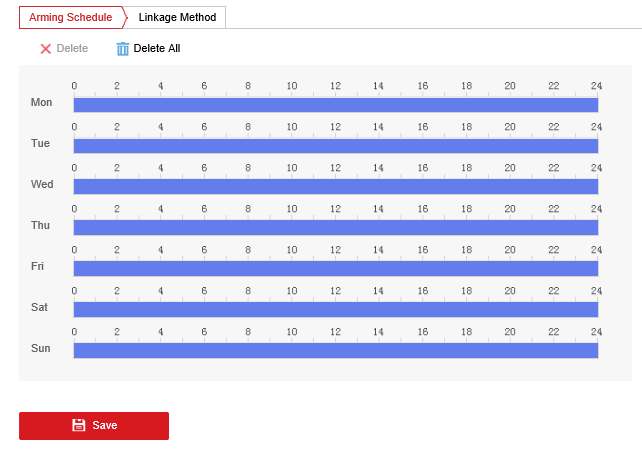 Arming Schedule Linkage Method
Delete Delete All
0 2 4 6 8 10 12 14 16 18 20 22 24
Mon
0 2 4 6 8 10 12 14 16 18 20 22 24
Tue
0 2 4 6 8 10 12 14 16 18 20 22 24
Wed
0 2 4 6 8 10 12 14 16 18 20 22 24
Thu
0 2 4 6 8 10 12 14 16 18 20 22 24
Fri
0 2 4 6 8 10 12 14 16 18 20 22 24
Sat
0 2 4 6 8 10 12 14 16 18 20 22 24
Sun
Save